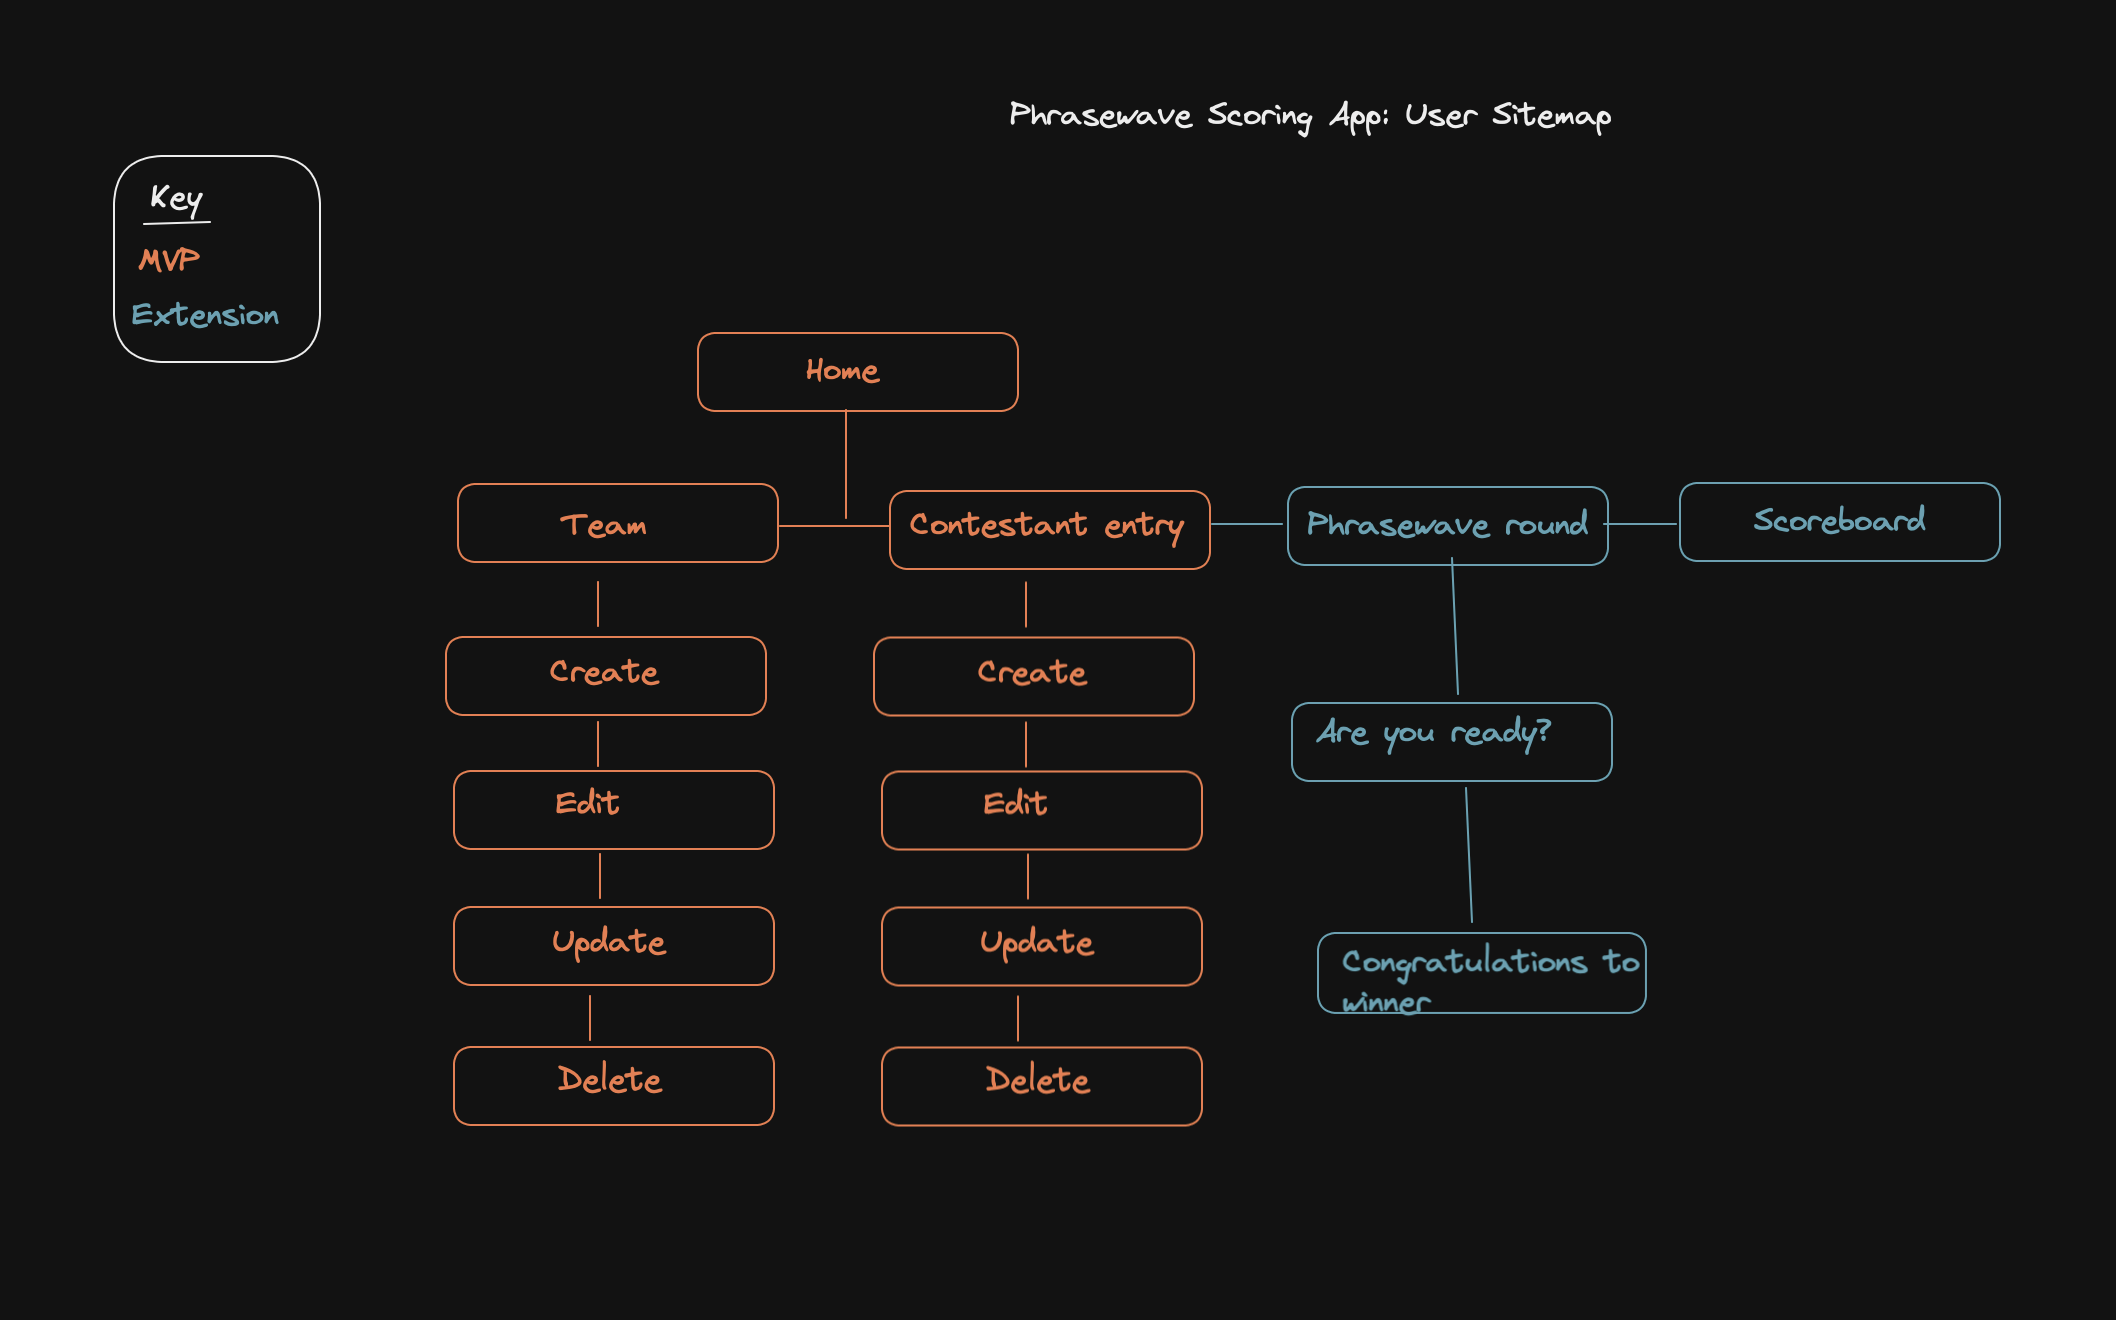 Phrasewave Scoring App: User Sitemap
Key
MVP
Extension
Home
Team
Contestant entry
Phrasewave round
Scoreboard
Create
Create
Are you ready?
Edit
Edit
Update
Update
Congratulations to
winner
Delete
Delete